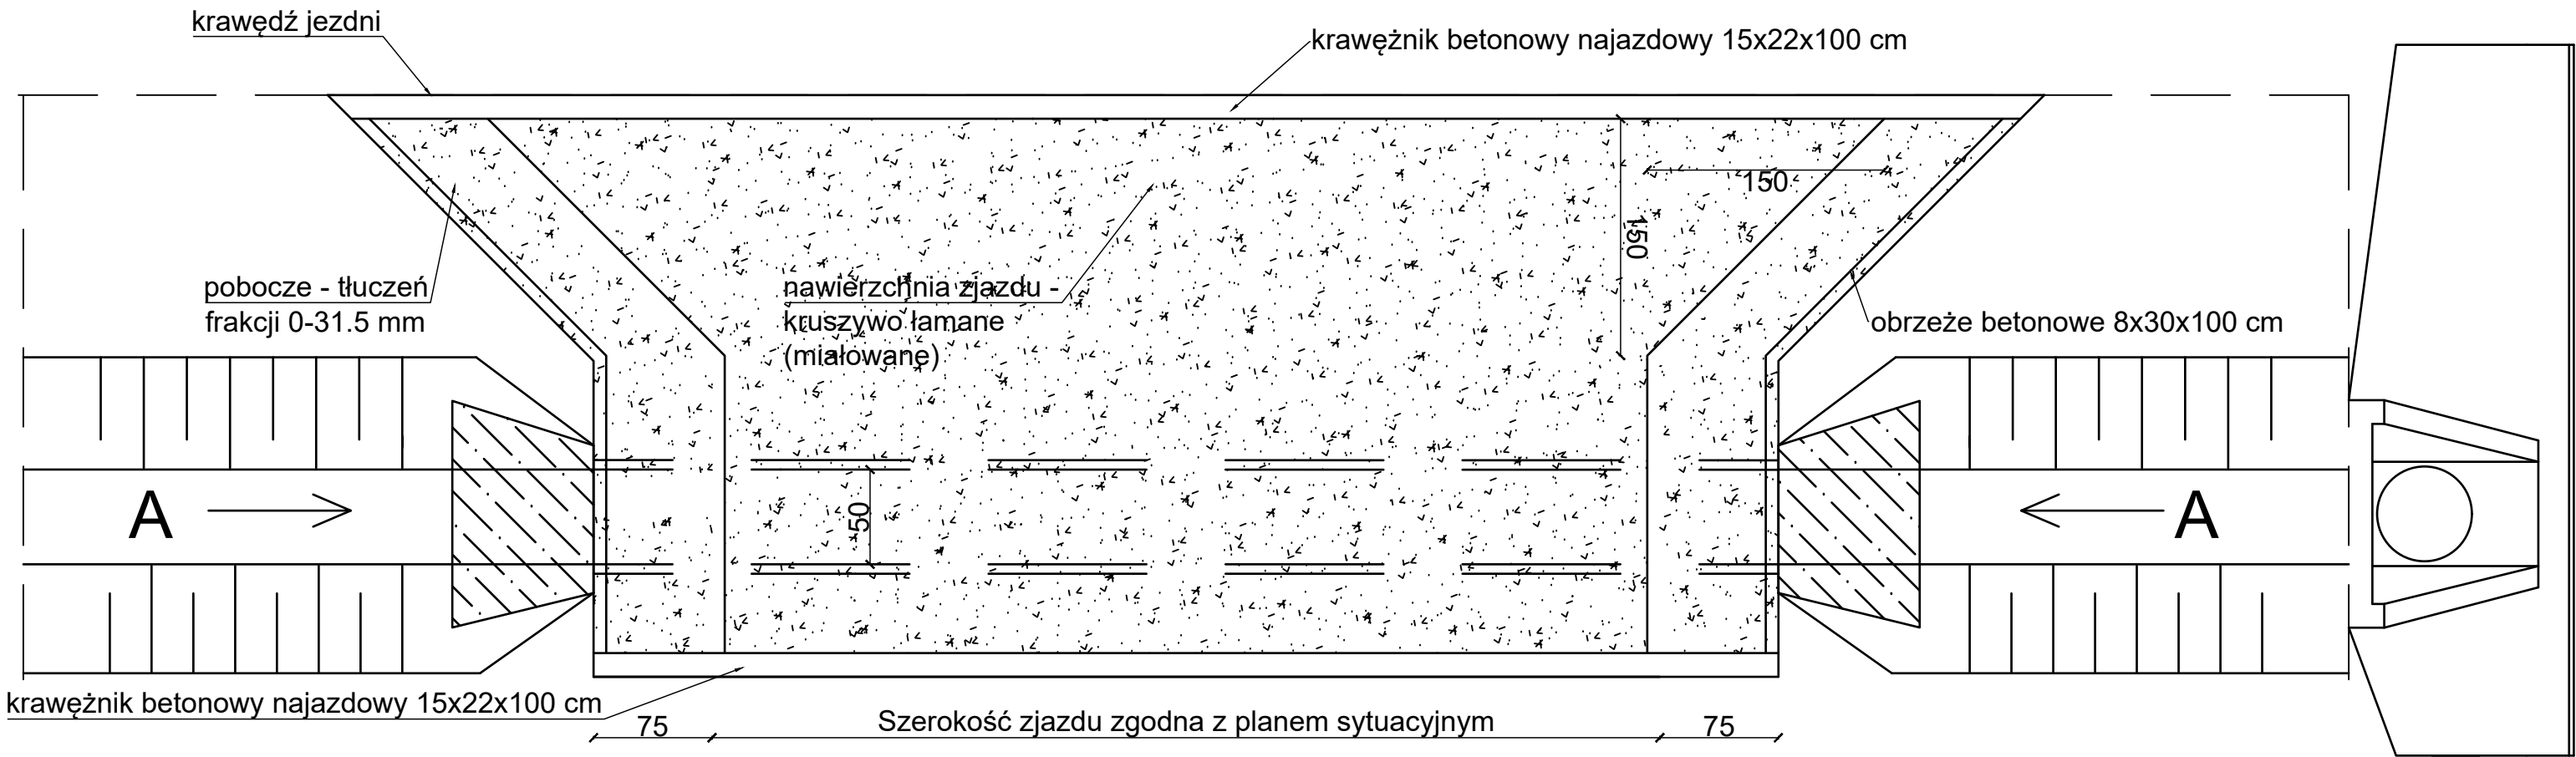 krawędź jezdni
krawężnik betonowy najazdowy 15x22x100 cm
150
150
pobocze - tłuczeń
frakcji 0-31.5 mm
nawierzchnia zjazdu -
kruszywo łamane
(miałowane)
obrzeże betonowe 8x30x100 cm
A
50
A
krawężnik betonowy najazdowy 15x22x100 cm
75
Szerokość zjazdu zgodna z planem sytuacyjnym
75